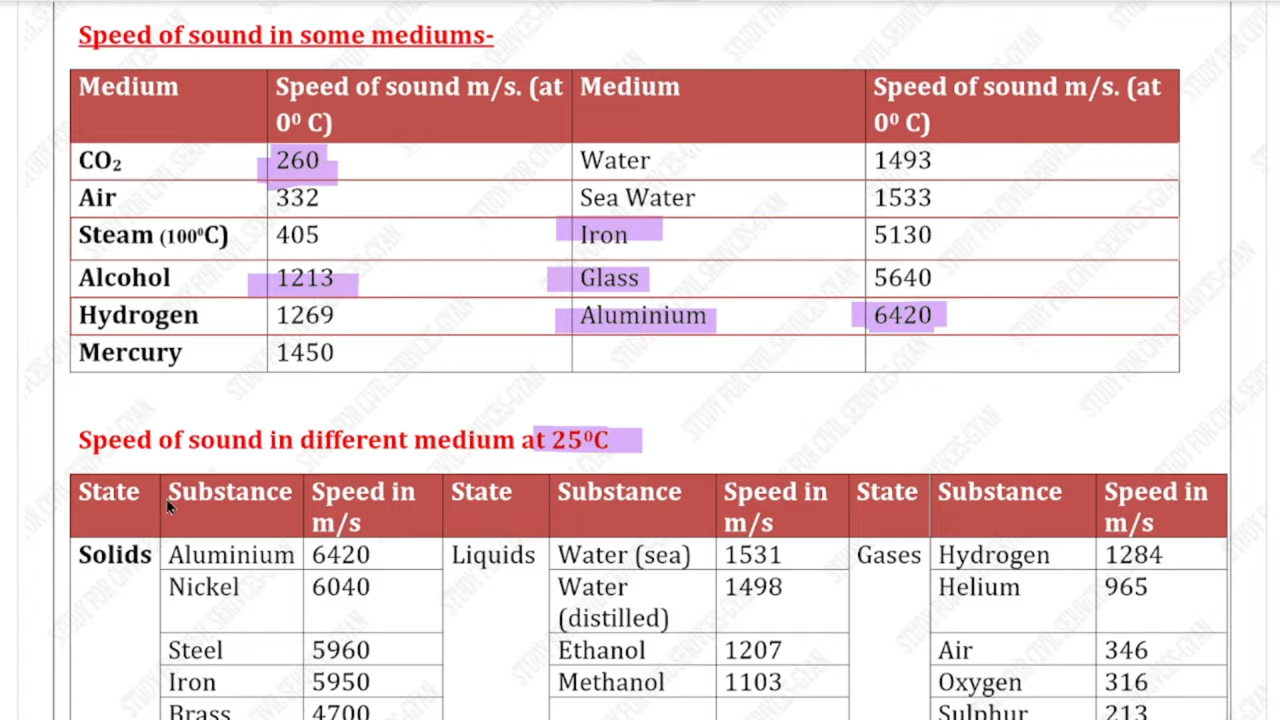 Speed of sound in some mediums-
Medium Speed of sound m/s. (at 0⁰ C) Medium Speed of sound m/s. (at 0⁰ C)
CO₂ 260 Water 1493
Air 332 Sea Water 1533
Steam (100⁰C) 405 Iron 5130
Alcohol 1213 Glass 5640
Hydrogen 1269 Aluminium 6420
Mercury 1450
Speed of sound in different medium at 25⁰C
State Substance Speed in m/s State Substance Speed in m/s State Substance Speed in m/s
Solids Aluminium 6420 Liquids Water (sea) 1531 Gases Hydrogen 1284
Nickel 6040 Water (distilled) 1498 Helium 965
Steel 5960 Ethanol 1207 Air 346
Iron 5950 Methanol 1103 Oxygen 316
Brass 4700 Sulphur 213